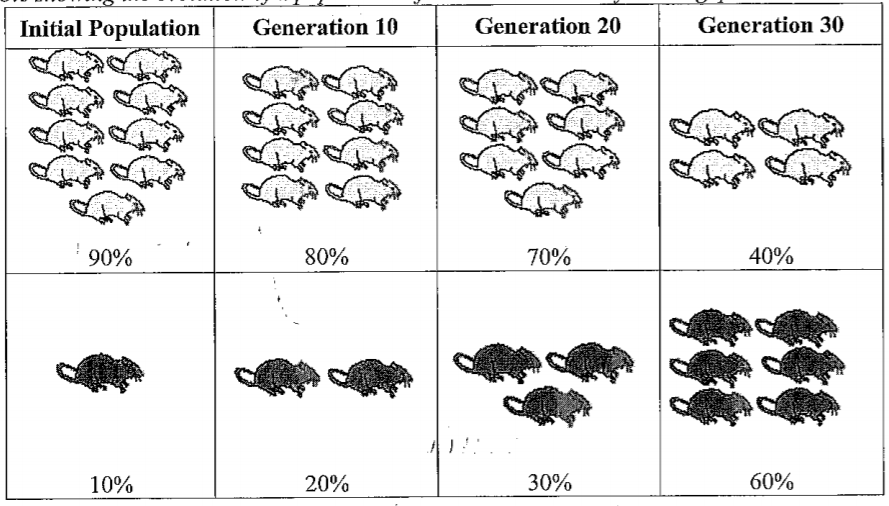 Initial Population Generation 10 Generation 20 Generation 30
90% 80% 70% 40%
10% 20% 30% 60%